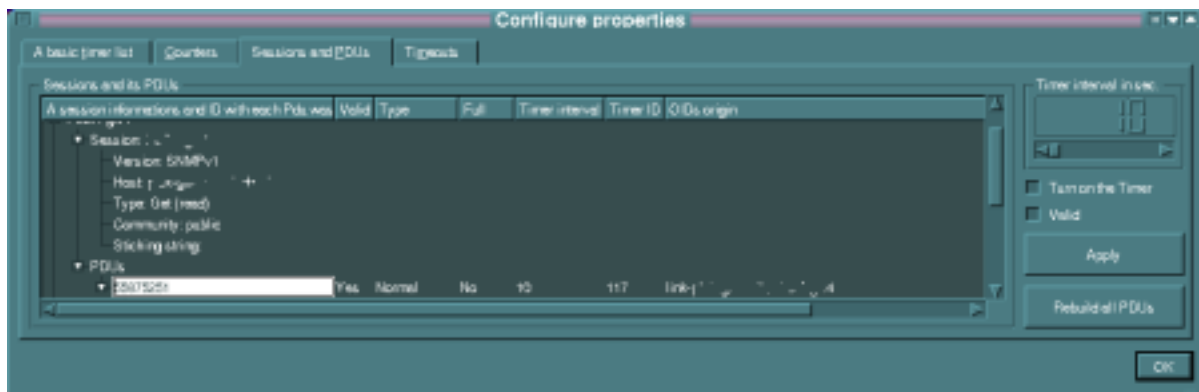 Configure properties
A basic timer list Counters Sessions and PDUs Timeouts
Sessions and its PDUs
A session informations and ID with each Pdu was Valid Type Full Timer interval Timer ID OIDs origin
Session :
Version: SNMPv1
Host:
Type: Get (read)
Community: public
Stiching string:
PDUs
Yes Normal No 10 117
Timer interval in sec.
10
Turn on the Timer
Valid
Apply
Rebuild all PDUs
OK